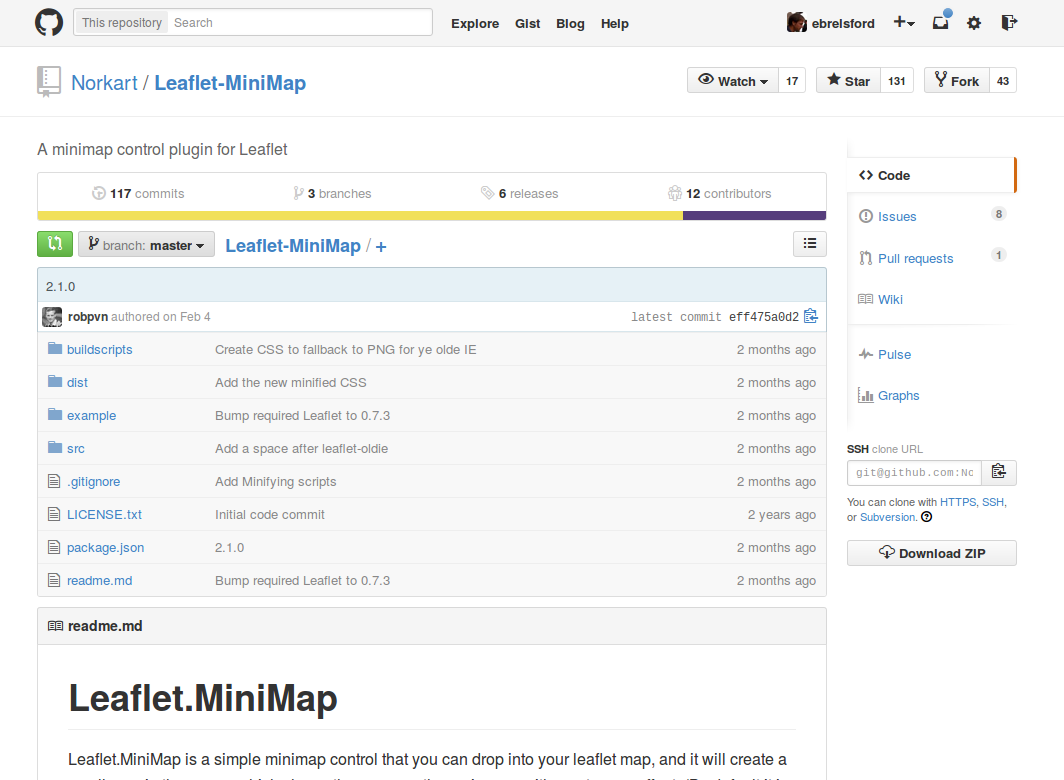 This repository Search Explore Gist Blog Help ebrelsford
Norkart / Leaflet-MiniMap Watch 17 Star 131 Fork 43
A minimap control plugin for Leaflet
117 commits 3 branches 6 releases 12 contributors
branch: master Leaflet-MiniMap / +
2.1.0
robpvn authored on Feb 4 latest commit eff475a0d2
buildscripts Create CSS to fallback to PNG for ye olde IE 2 months ago
dist Add the new minified CSS 2 months ago
example Bump required Leaflet to 0.7.3 2 months ago
src Add a space after leaflet-oldie 2 months ago
.gitignore Add Minifying scripts 2 months ago
LICENSE.txt Initial code commit 2 years ago
package.json 2.1.0 2 months ago
readme.md Bump required Leaflet to 0.7.3 2 months ago
readme.md
Leaflet.MiniMap
Leaflet.MiniMap is a simple minimap control that you can drop into your leaflet map, and it will create a
Code
Issues 8
Pull requests 1
Wiki
Pulse
Graphs
SSH clone URL
git@github.com:Nc
You can clone with HTTPS, SSH,
or Subversion.
Download ZIP